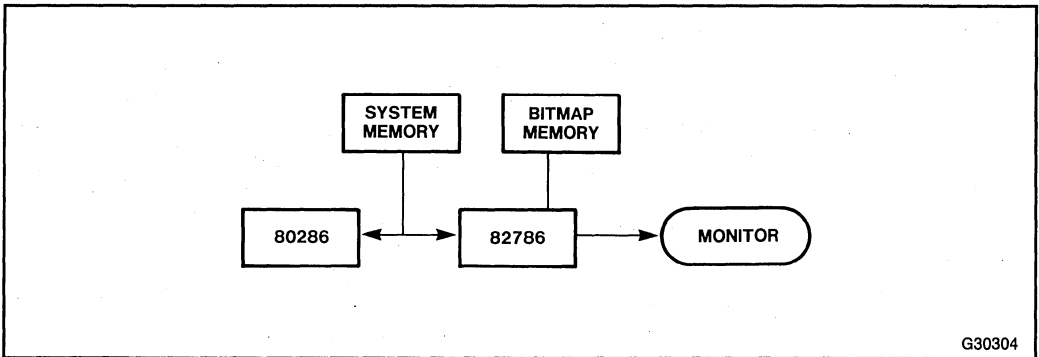 SYSTEM
MEMORY
BITMAP
MEMORY
80286
82786
MONITOR
G30304